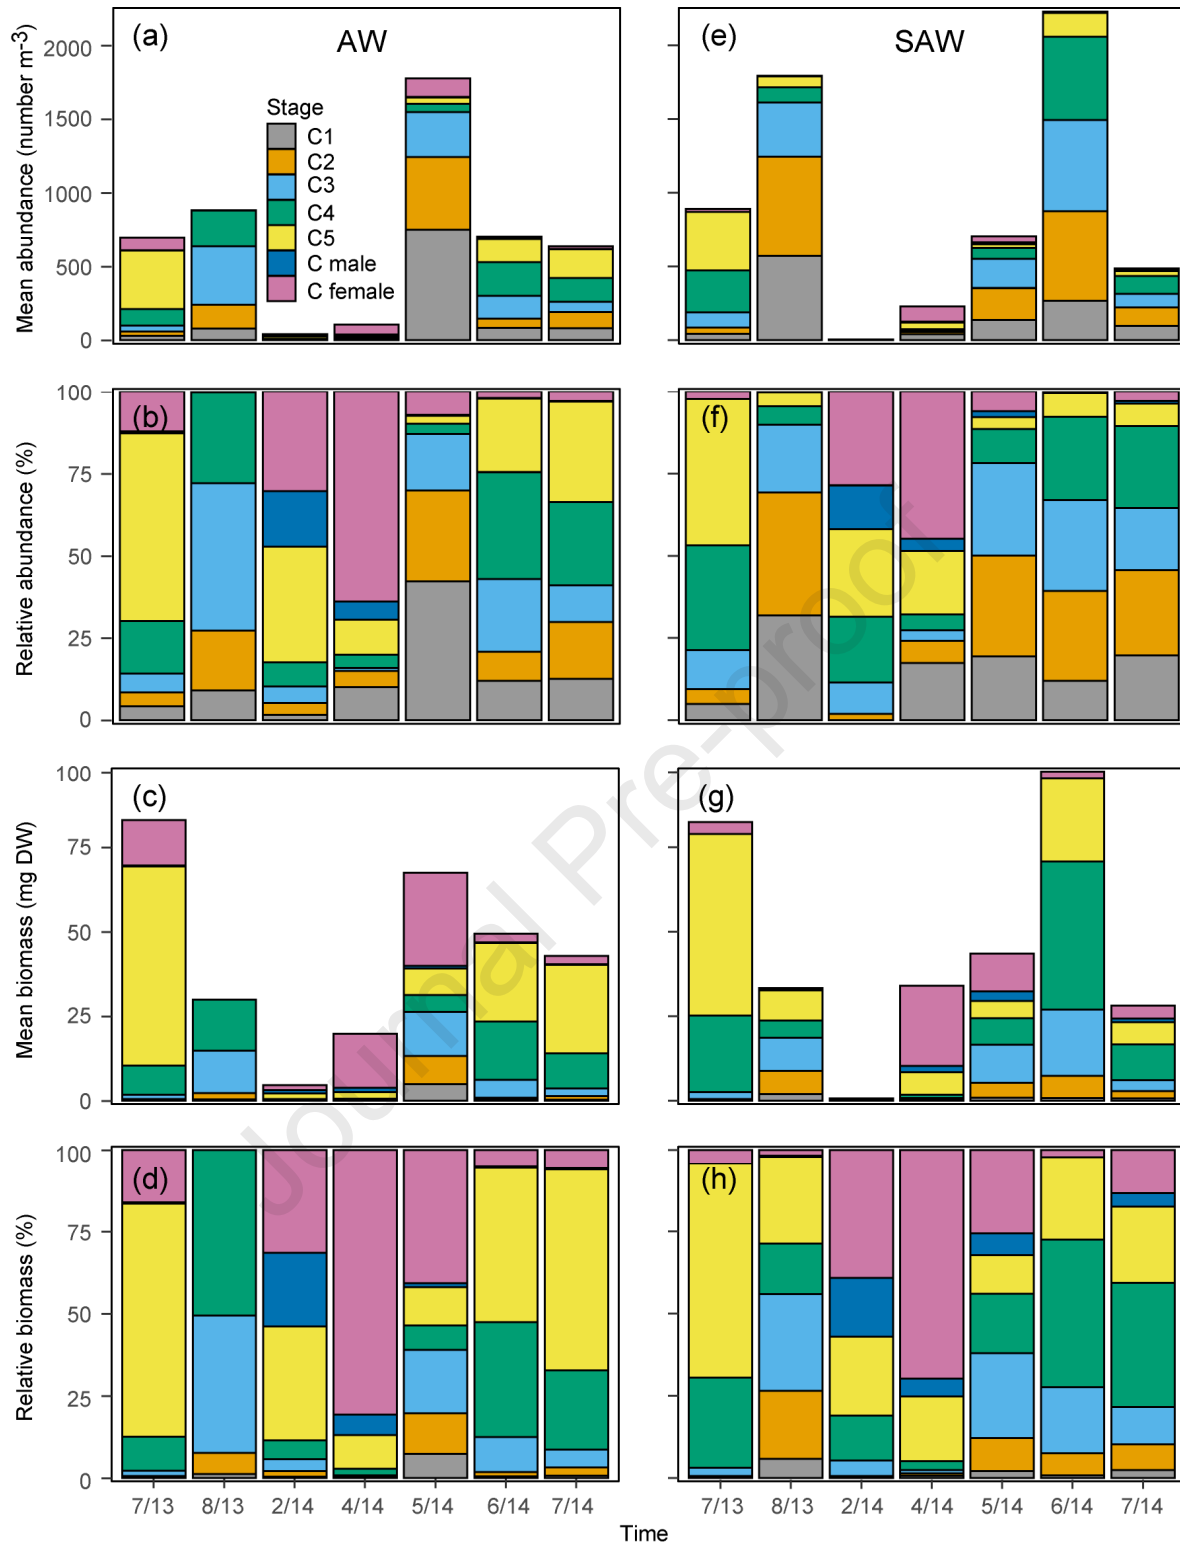 (a) AW
(e) SAW
Mean abundance (number m-3)
2000
1500
1000
500
0
Stage
C1
C2
C3
C4
C5
C male
C female
(b)
(f)
Relative abundance (%)
100
75
50
25
0
(c)
(g)
Mean biomass (mg DW)
100
75
50
25
0
(d)
(h)
Relative biomass (%)
100
75
50
25
0
7/13 8/13 2/14 4/14 5/14 6/14 7/14
7/13 8/13 2/14 4/14 5/14 6/14 7/14
Time
Journal Pre-proof